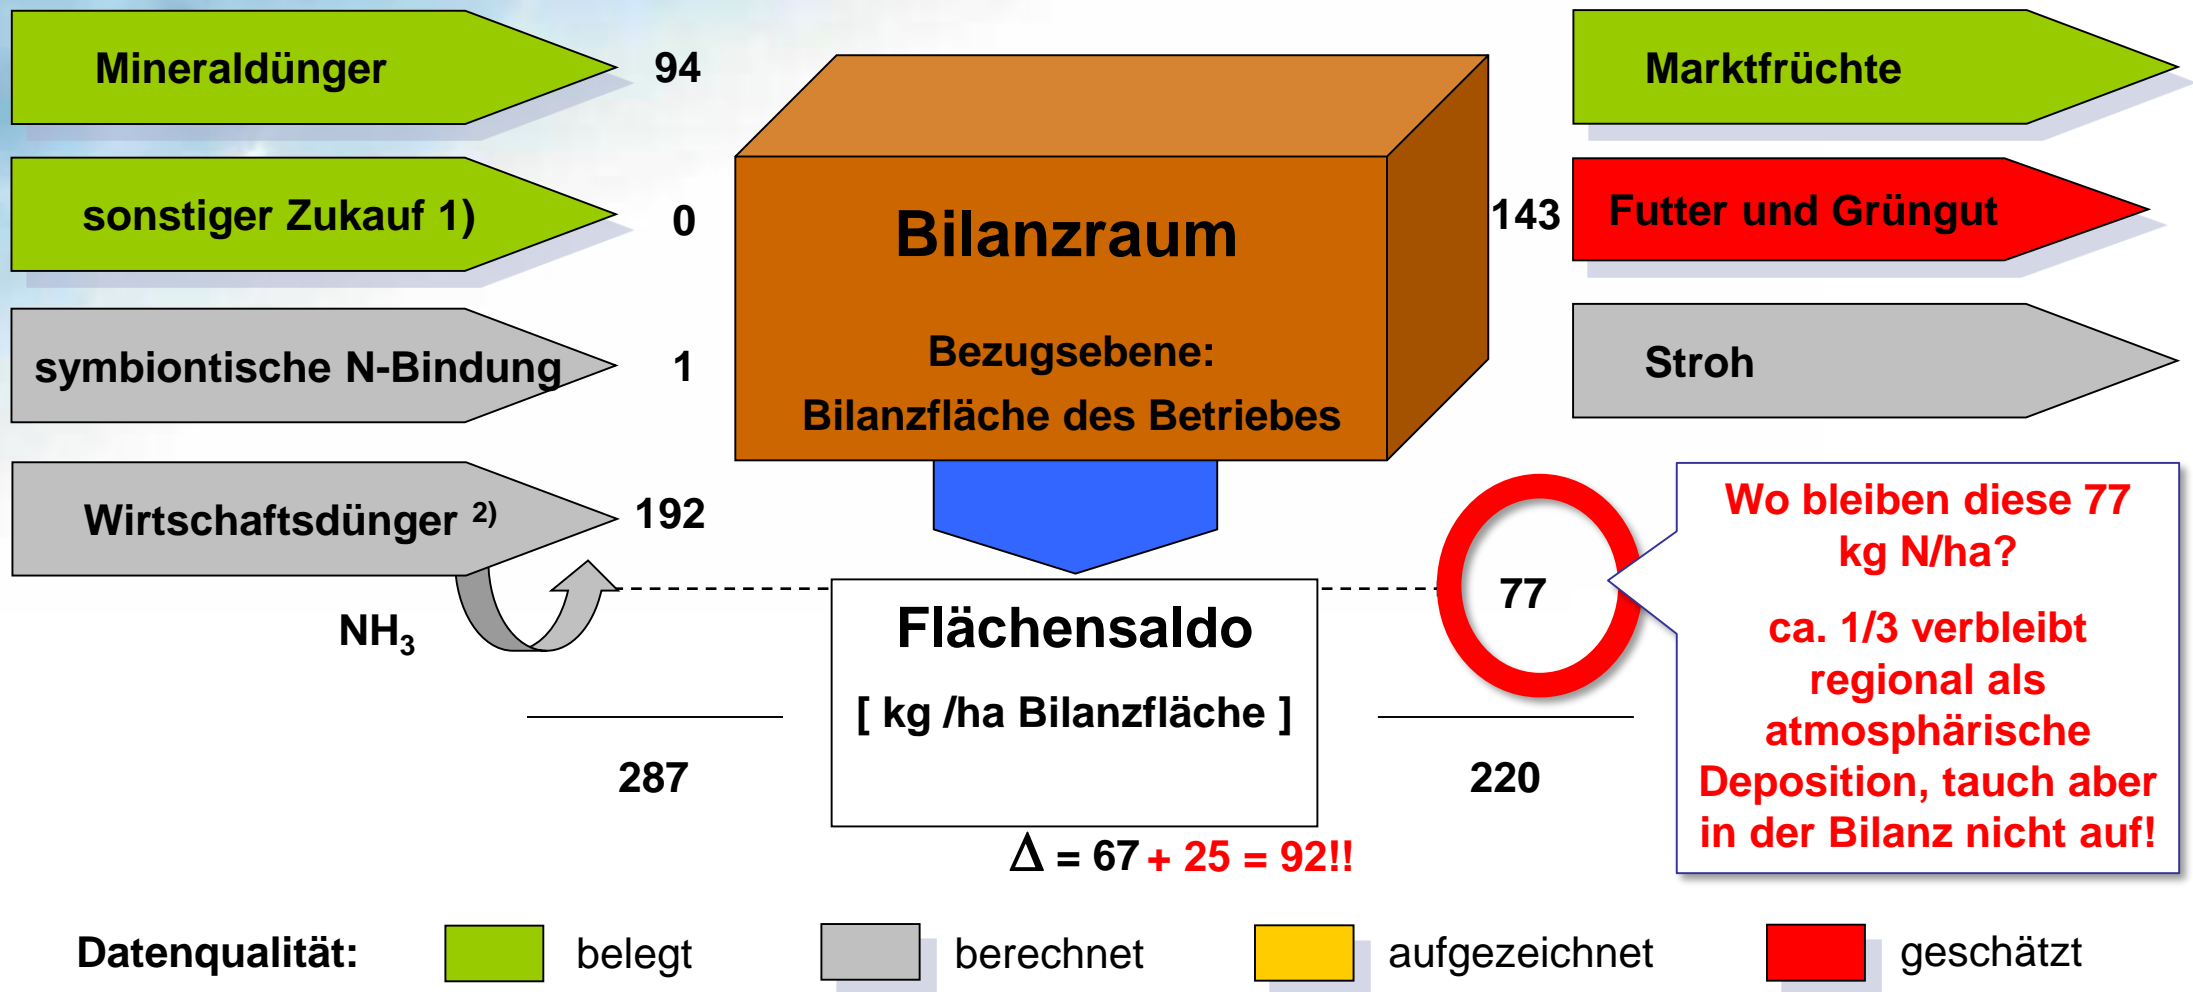 Mineraldünger
94
sonstiger Zukauf 1)
0
symbiontische N-Bindung
1
Wirtschaftsdünger 2)
192
NH3
287
Bilanzraum
Bezugsebene:
Bilanzfläche des Betriebes
Flächensaldo
[ kg /ha Bilanzfläche ]
Δ = 67 + 25 = 92!!
Marktfrüchte
143
Futter und Grüngut
Stroh
77
220
Wo bleiben diese 77
kg N/ha?
ca. 1/3 verbleibt
regional als
atmosphärische
Deposition, tauch aber
in der Bilanz nicht auf!
Datenqualität:
belegt
berechnet
aufgezeichnet
geschätzt